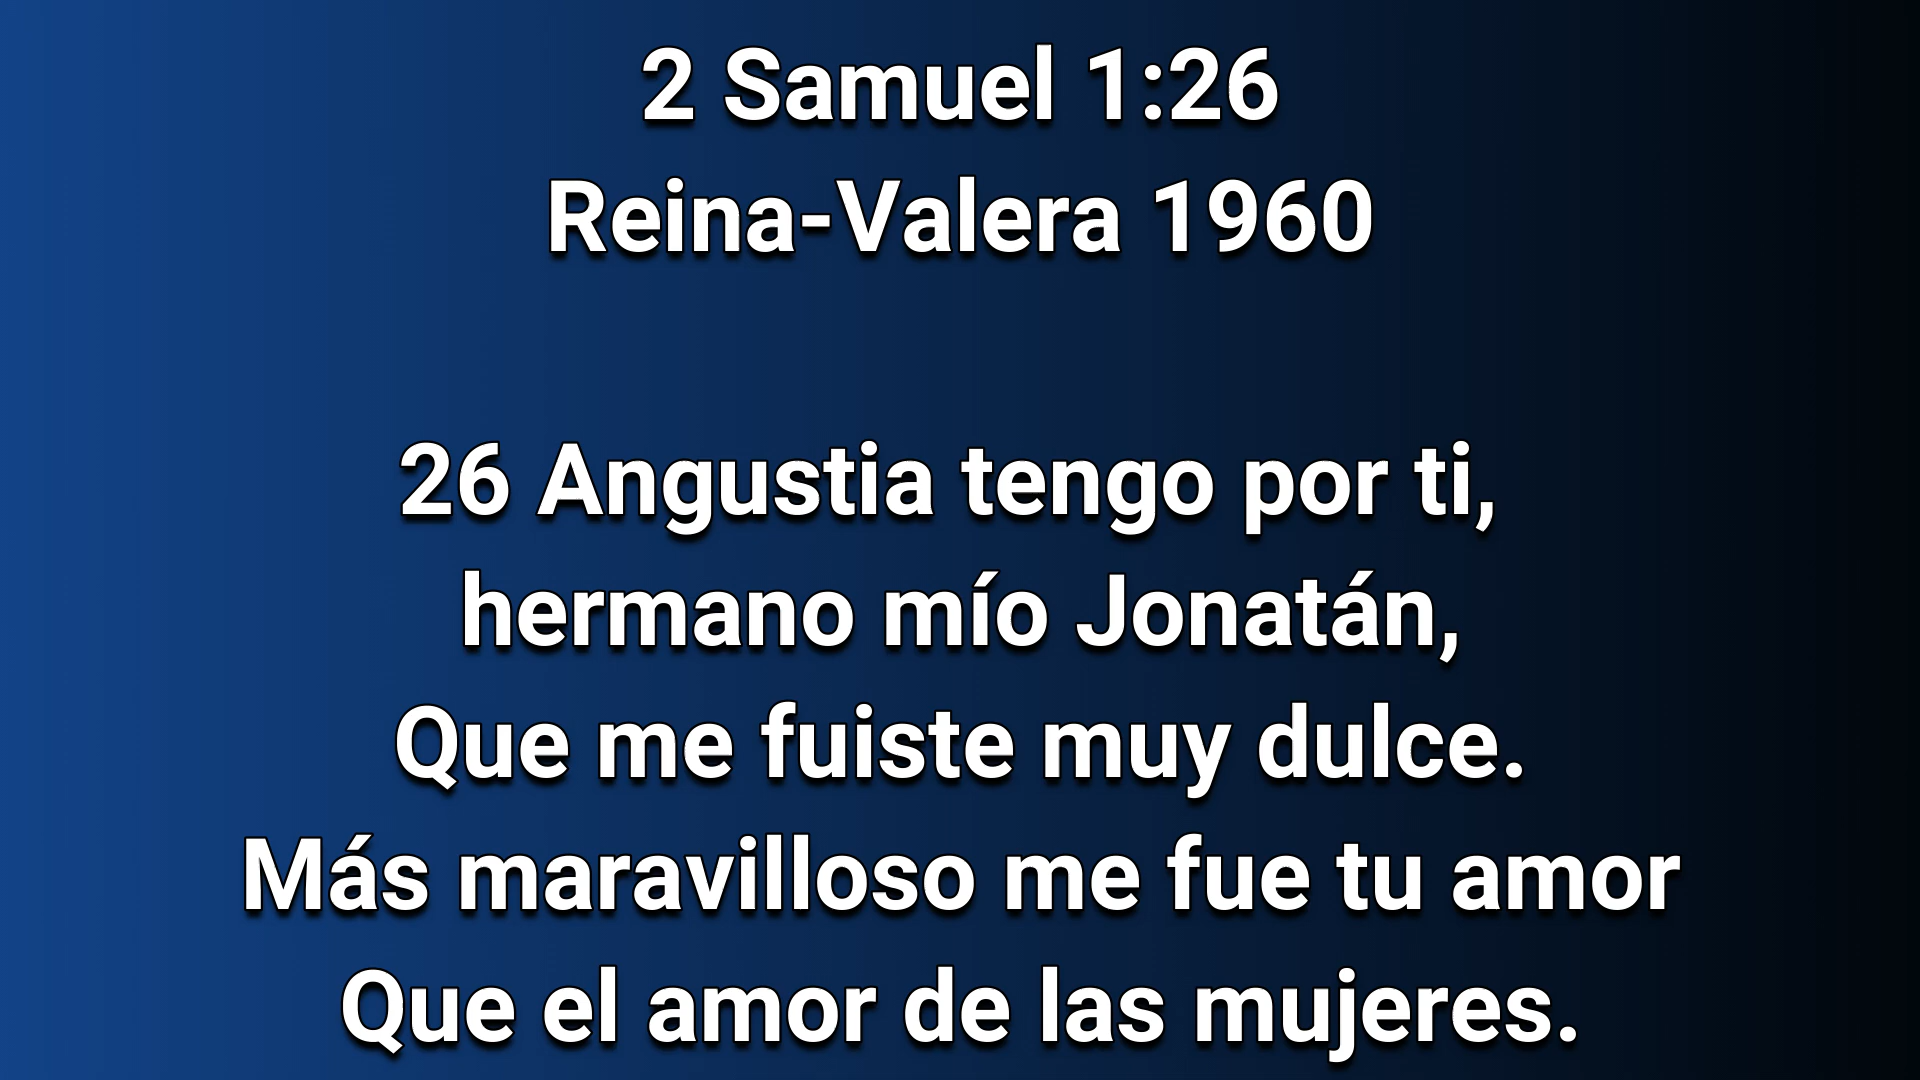 2 Samuel 1:26
Reina-Valera 1960
26 Angustia tengo por ti,
hermano mío Jonatán,
Que me fuiste muy dulce.
Más maravilloso me fue tu amor
Que el amor de las mujeres.